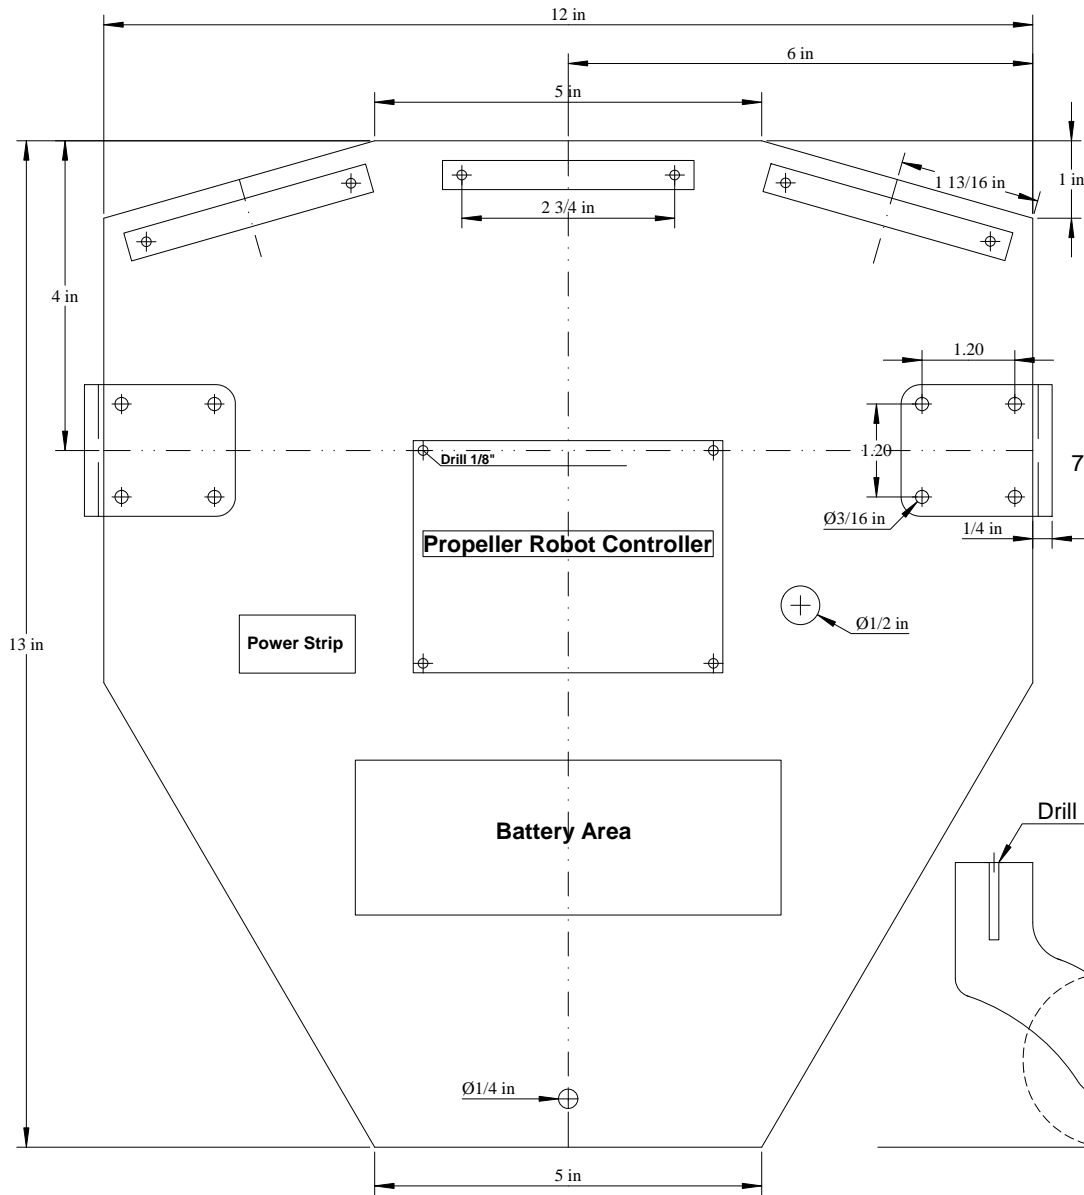 12 in
6 in
5 in
1 13/16 in
1 in
2 3/4 in
4 in
1.20
1.20
Drill 1/8"
7
Ø3/16 in
1/4 in
Propeller Robot Controller
Ø1/2 in
Power Strip
13 in
Drill
Battery Area
Ø1/4 in
5 in